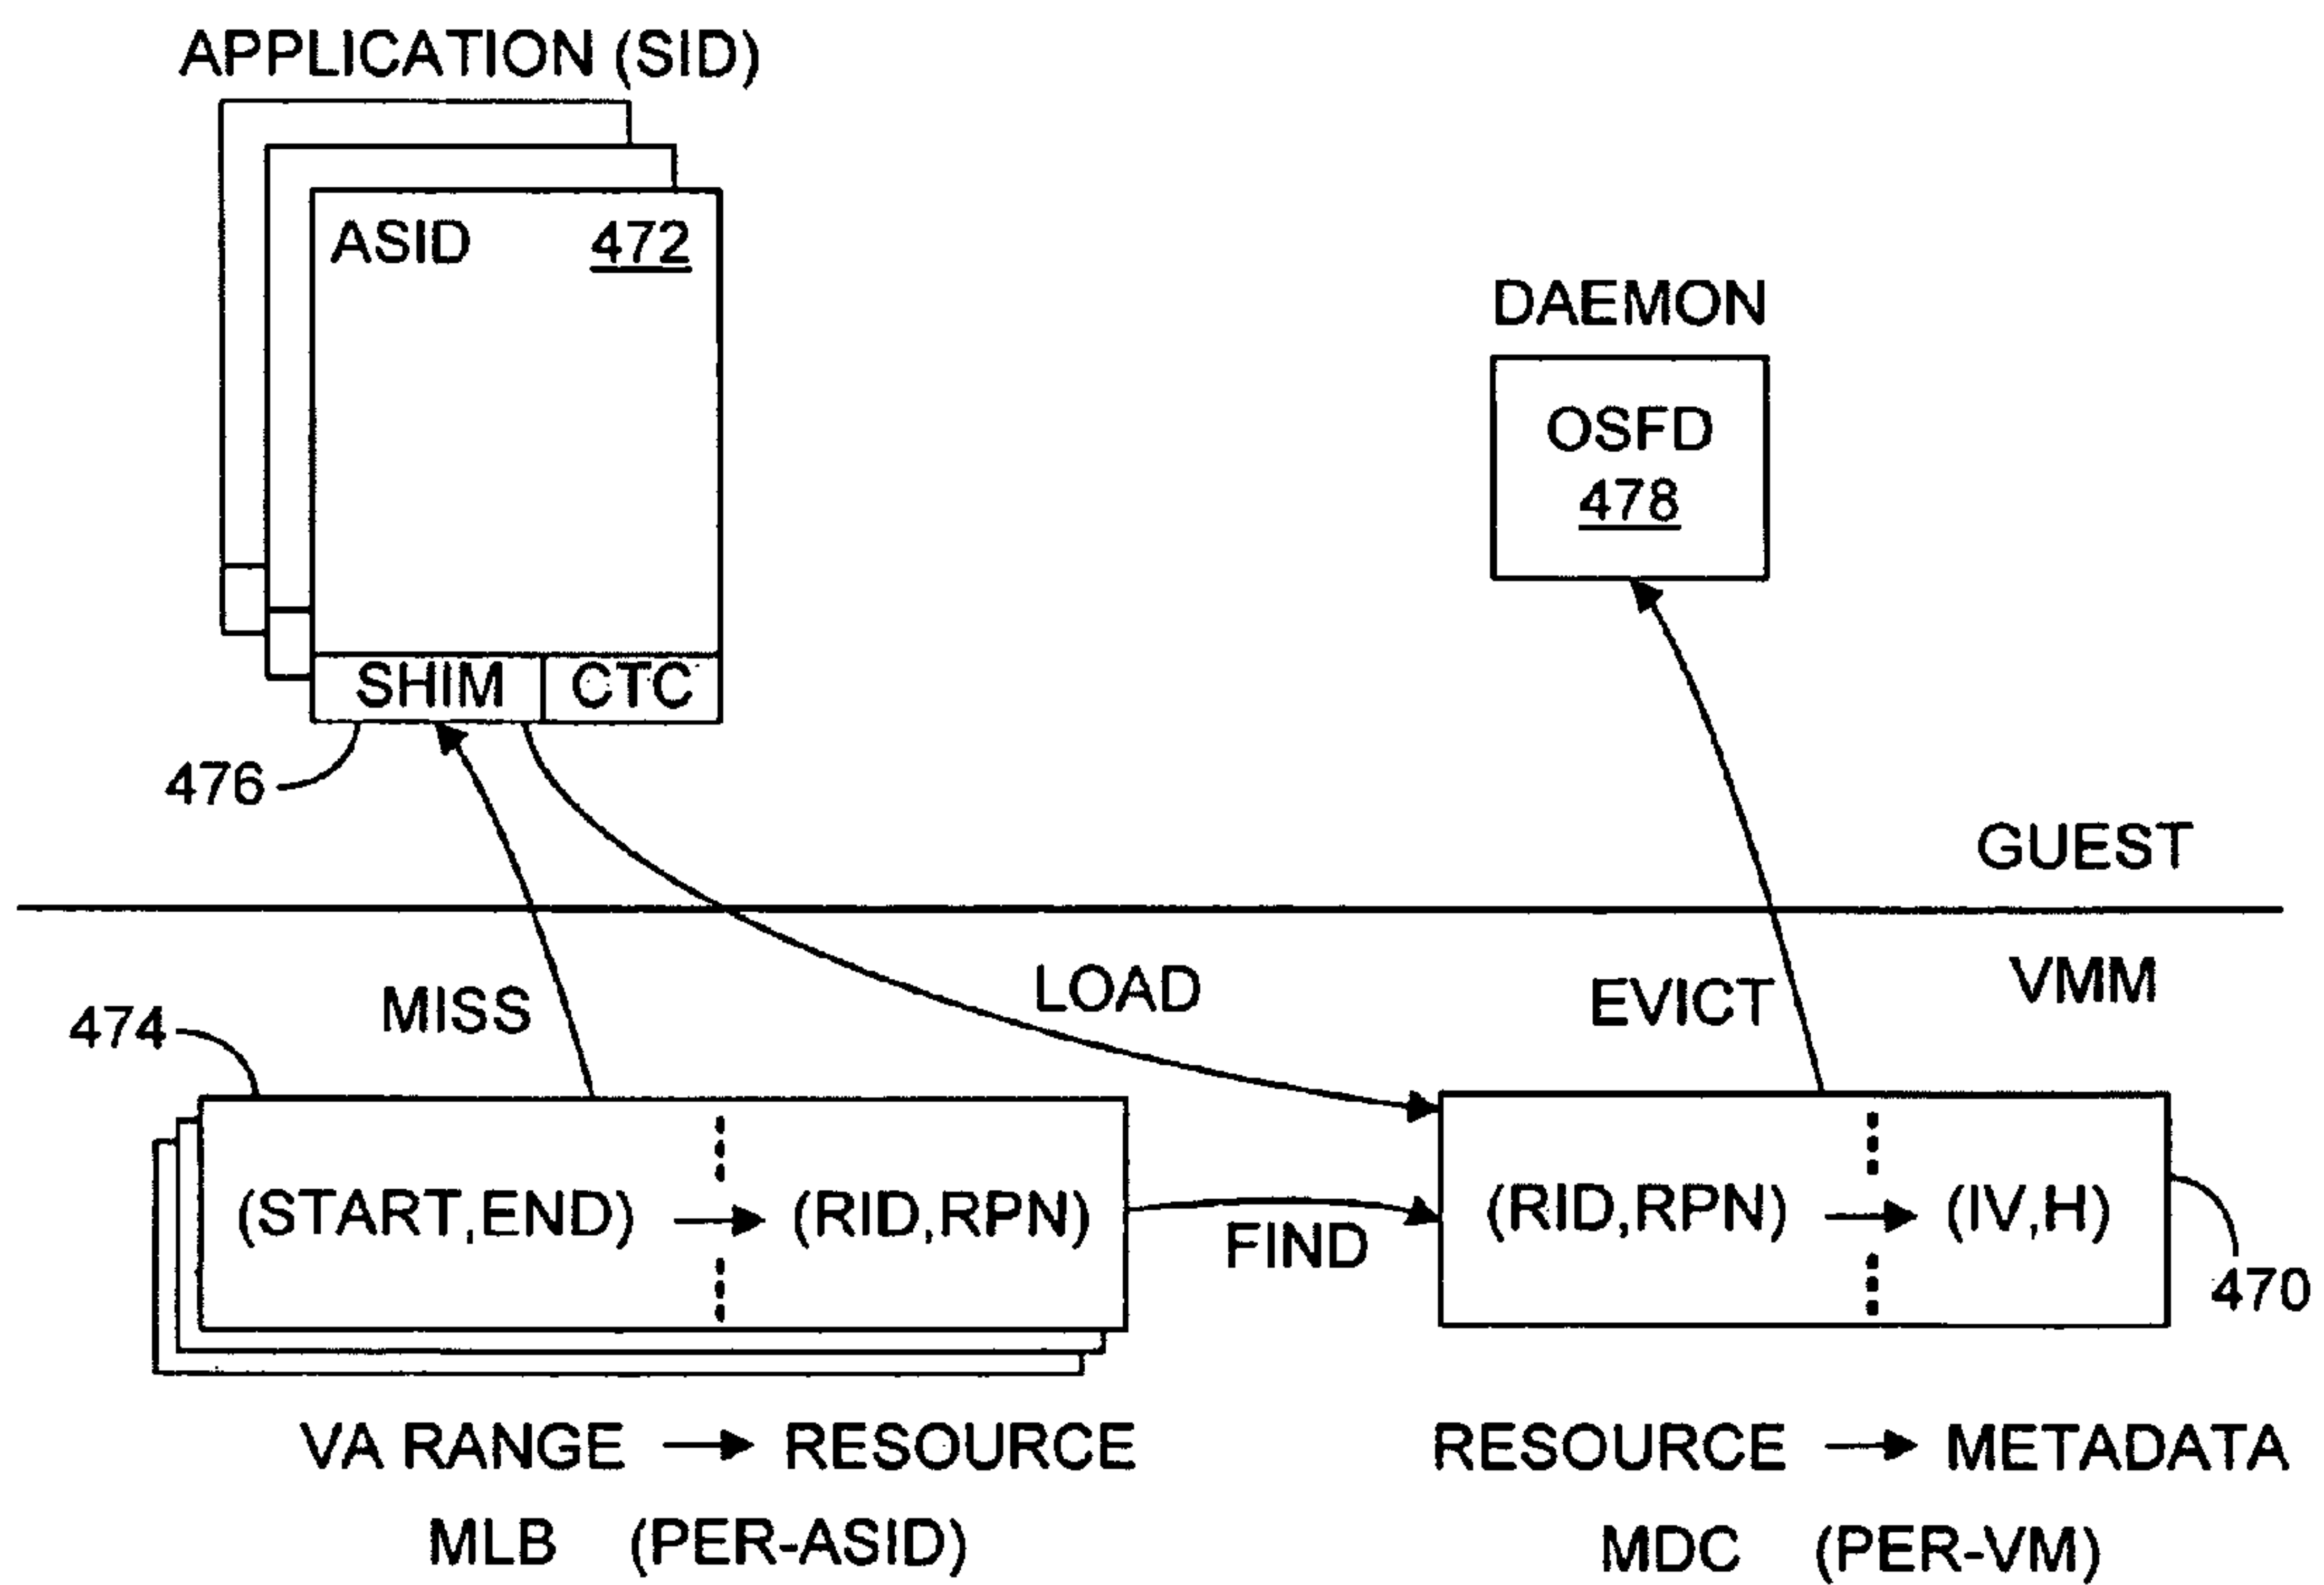 APPLICATION (SID)
ASID 472
SHIM CTC
476
DAEMON
OSFD
478
GUEST
VMM
MISS
LOAD
EVICT
474
(START,END) → (RID,RPN)
FIND
(RID,RPN) → (IV,H)
470
VA RANGE → RESOURCE
MLB (PER-ASID)
RESOURCE → METADATA
MDC (PER-VM)